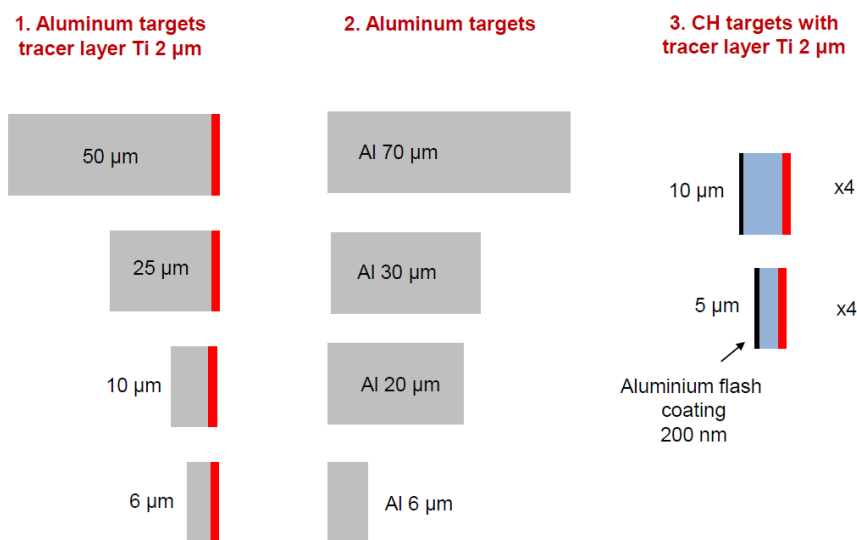 1. Aluminum targets
tracer layer Ti 2 µm
50 µm
25 µm
10 µm
6 µm
2. Aluminum targets
Al 70 µm
Al 30 µm
Al 20 µm
Al 6 µm
3. CH targets with
tracer layer Ti 2 µm
10 µm
x4
5 µm
x4
Aluminium flash
coating
200 nm